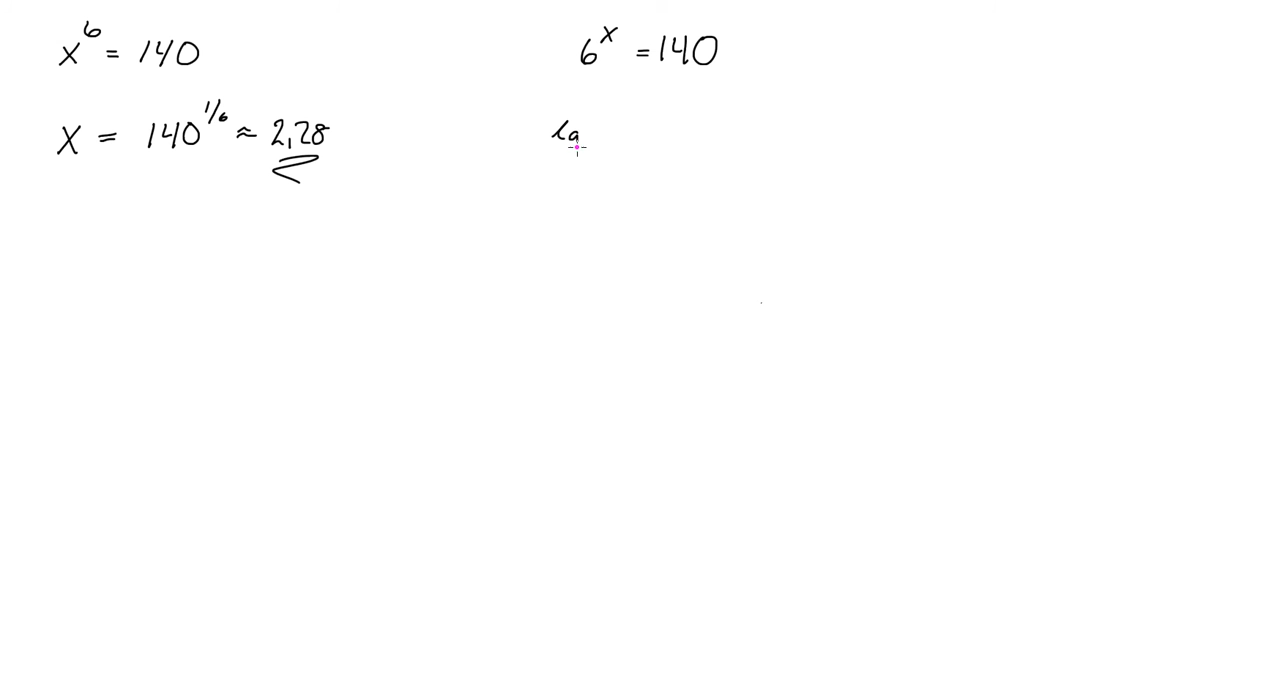 x^6 = 140
x = 140^{1/6} ≈ 2,28
6^x = 140